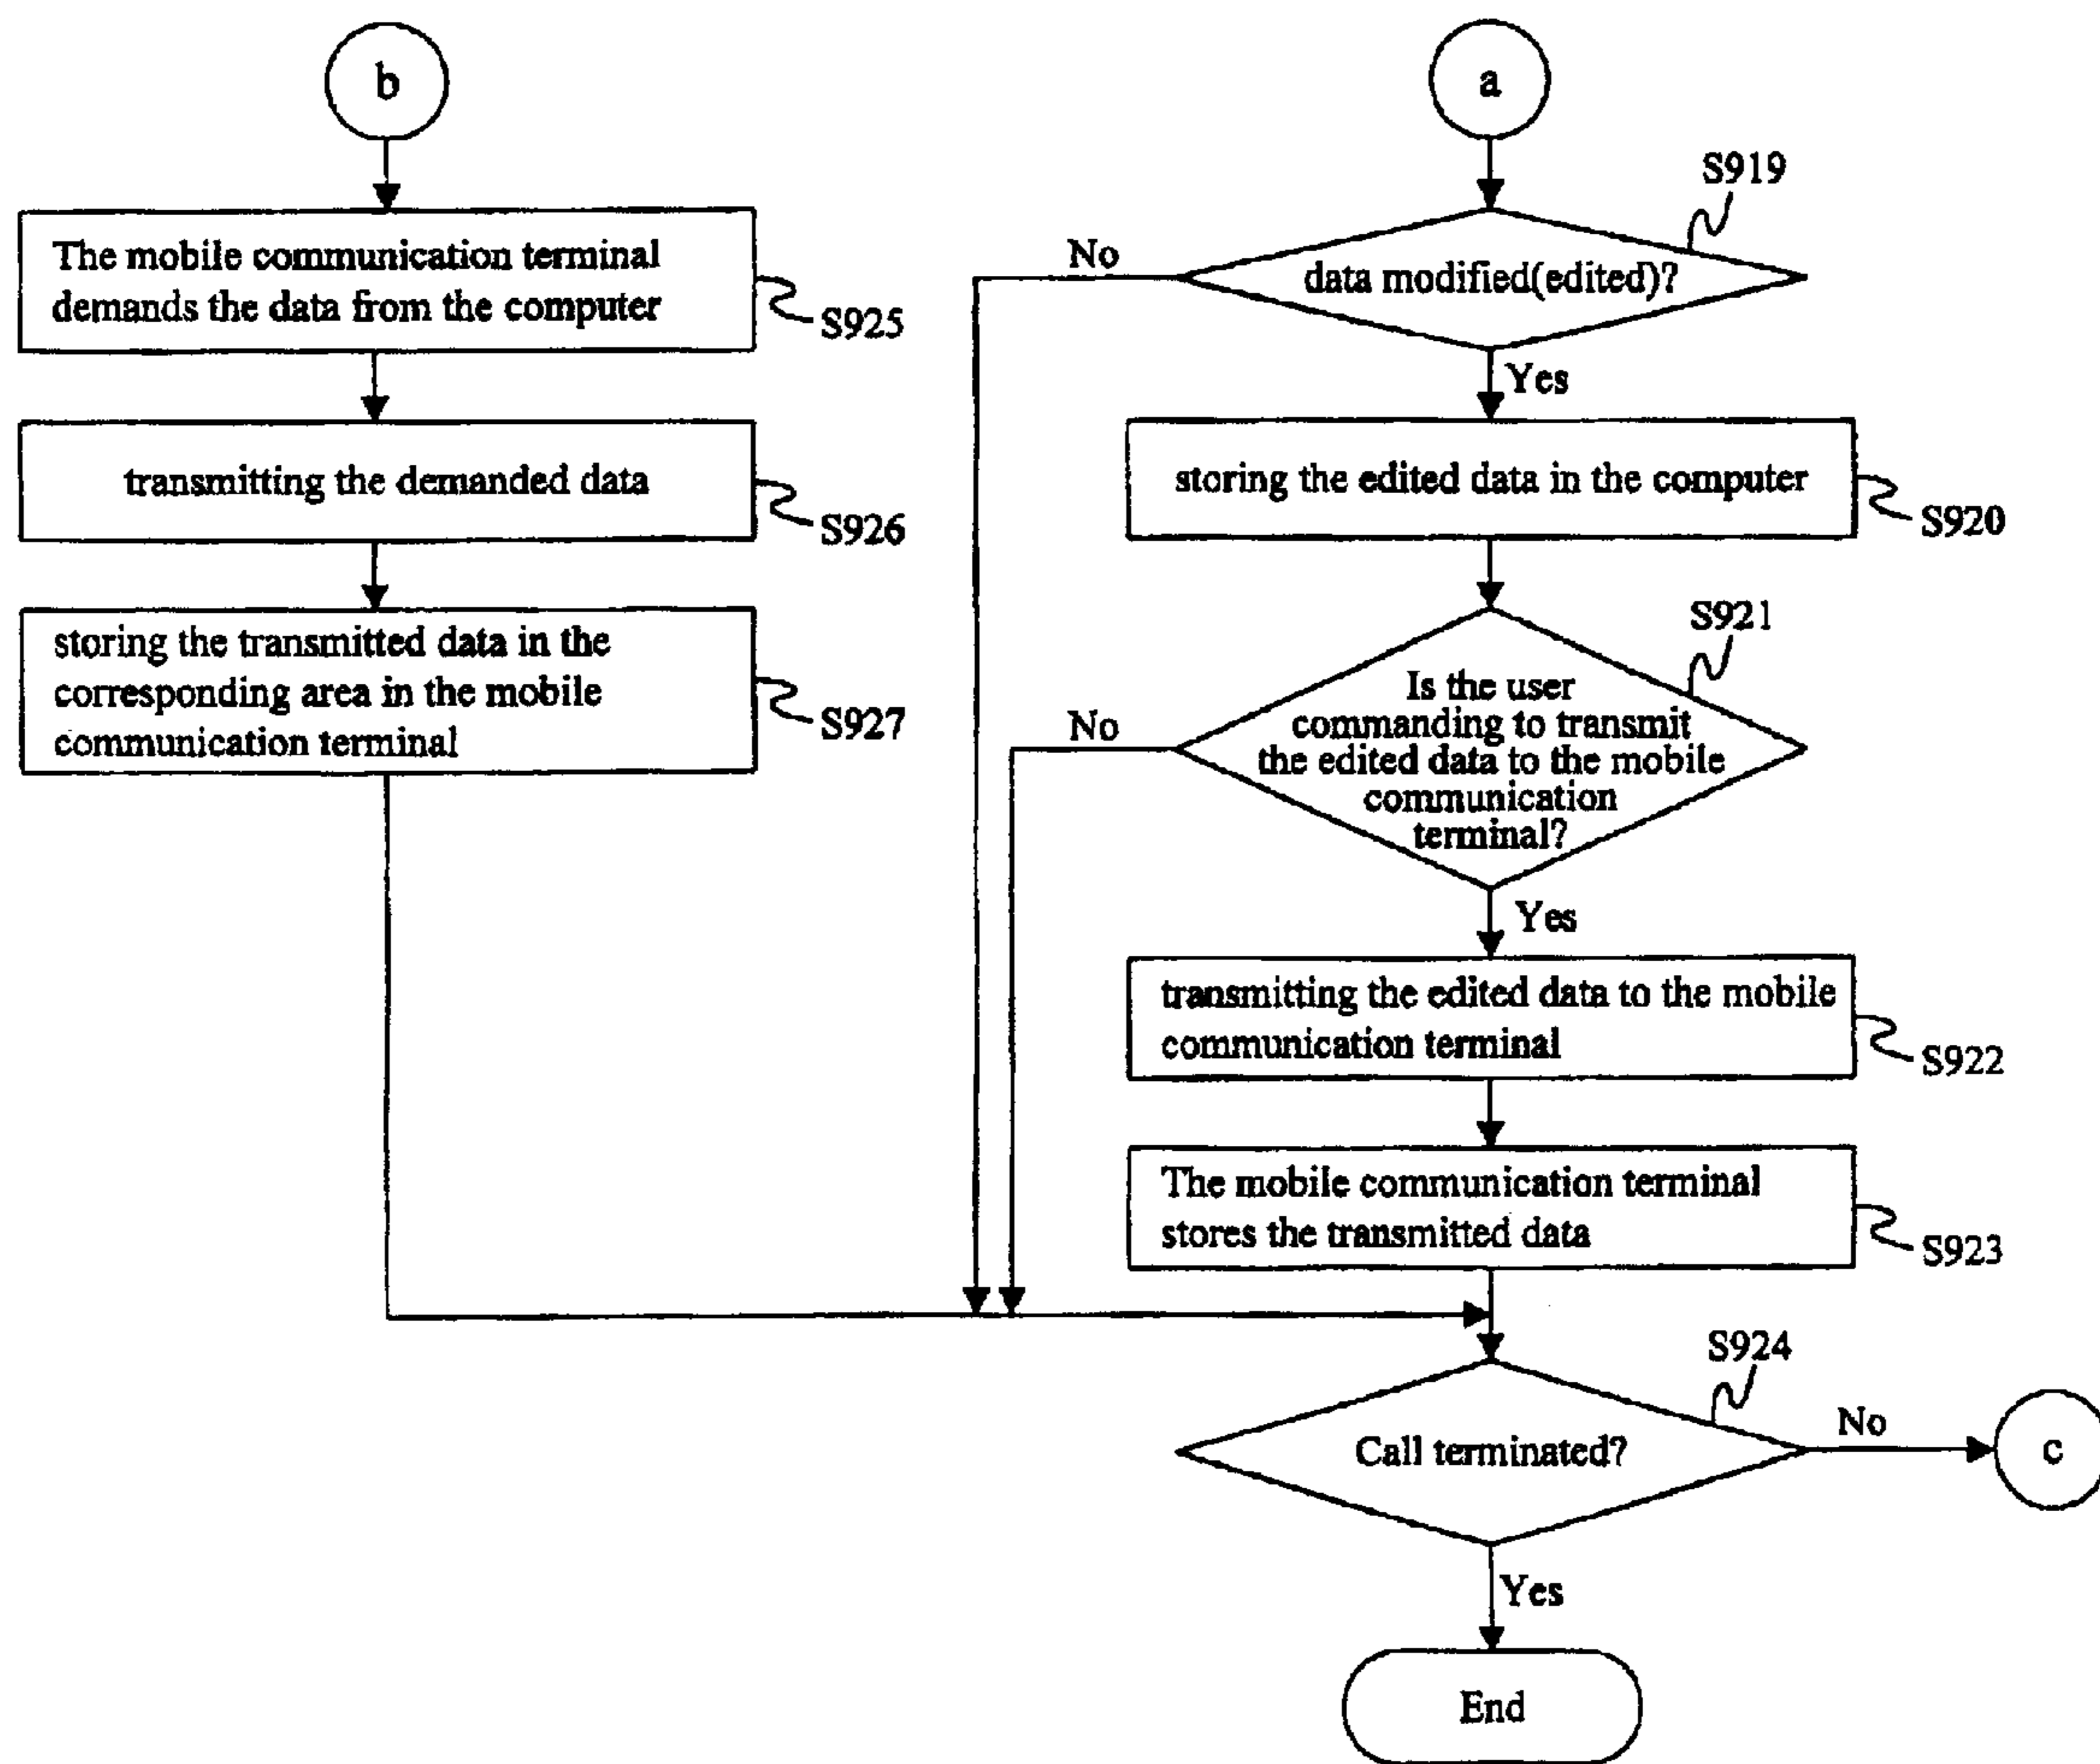 b
The mobile communication terminal
demands the data from the computer
S925
transmitting the demanded data
S926
storing the transmitted data in the
corresponding area in the mobile
communication terminal
S927
a
S919
data modified(edited)?
No
Yes
storing the edited data in the computer
S920
S921
Is the user
commanding to transmit
the edited data to the mobile
communication
terminal?
No
Yes
transmitting the edited data to the mobile
communication terminal
S922
The mobile communication terminal
stores the transmitted data
S923
S924
Call terminated?
No
c
Yes
End